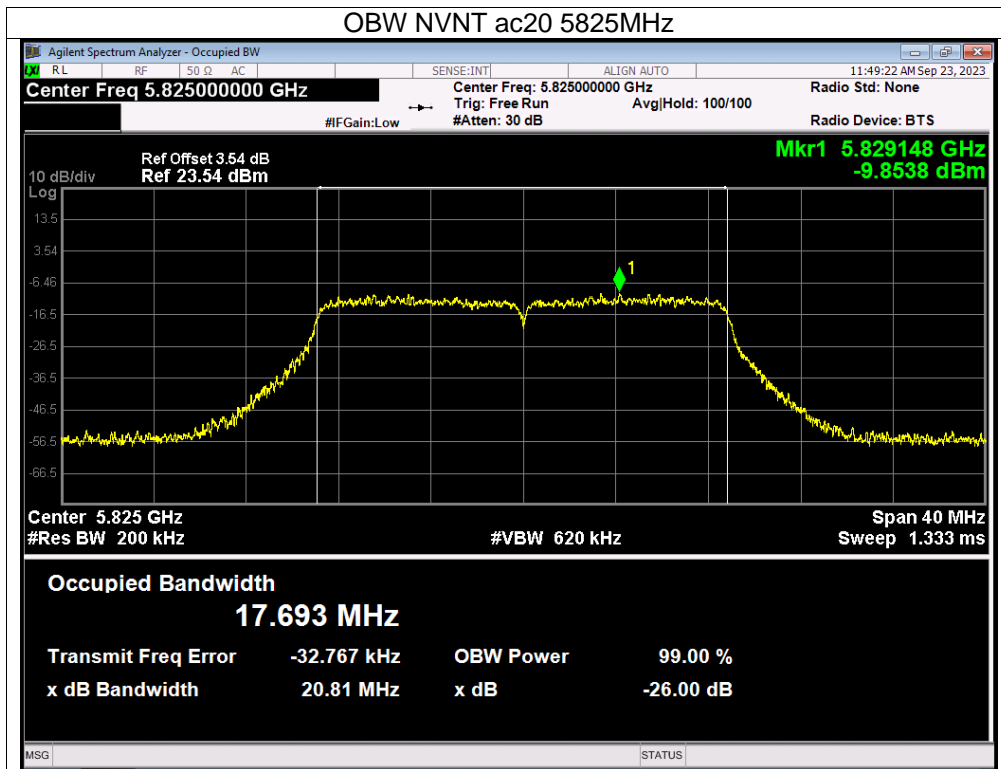 OBW NVNT ac20 5825MHz
Agilent Spectrum Analyzer - Occupied BW
LXI RL RF 50 Ω AC SENSE:INT ALIGN AUTO 11:49:22 AM Sep 23, 2023
Center Freq 5.825000000 GHz Center Freq: 5.825000000 GHz Radio Std: None
Trig: Free Run Avg|Hold: 100/100
#IFGain:Low #Atten: 30 dB Radio Device: BTS
Mkr1 5.829148 GHz
-9.8538 dBm
Ref Offset 3.54 dB
10 dB/div Ref 23.54 dBm
Log
13.5
3.54
-6.46
-16.5
-26.5
-36.5
-46.5
-56.5
-66.5
1
Center 5.825 GHz Span 40 MHz
#Res BW 200 kHz #VBW 620 kHz Sweep 1.333 ms
Occupied Bandwidth
17.693 MHz
Transmit Freq Error -32.767 kHz OBW Power 99.00 %
x dB Bandwidth 20.81 MHz x dB -26.00 dB
MSG STATUS